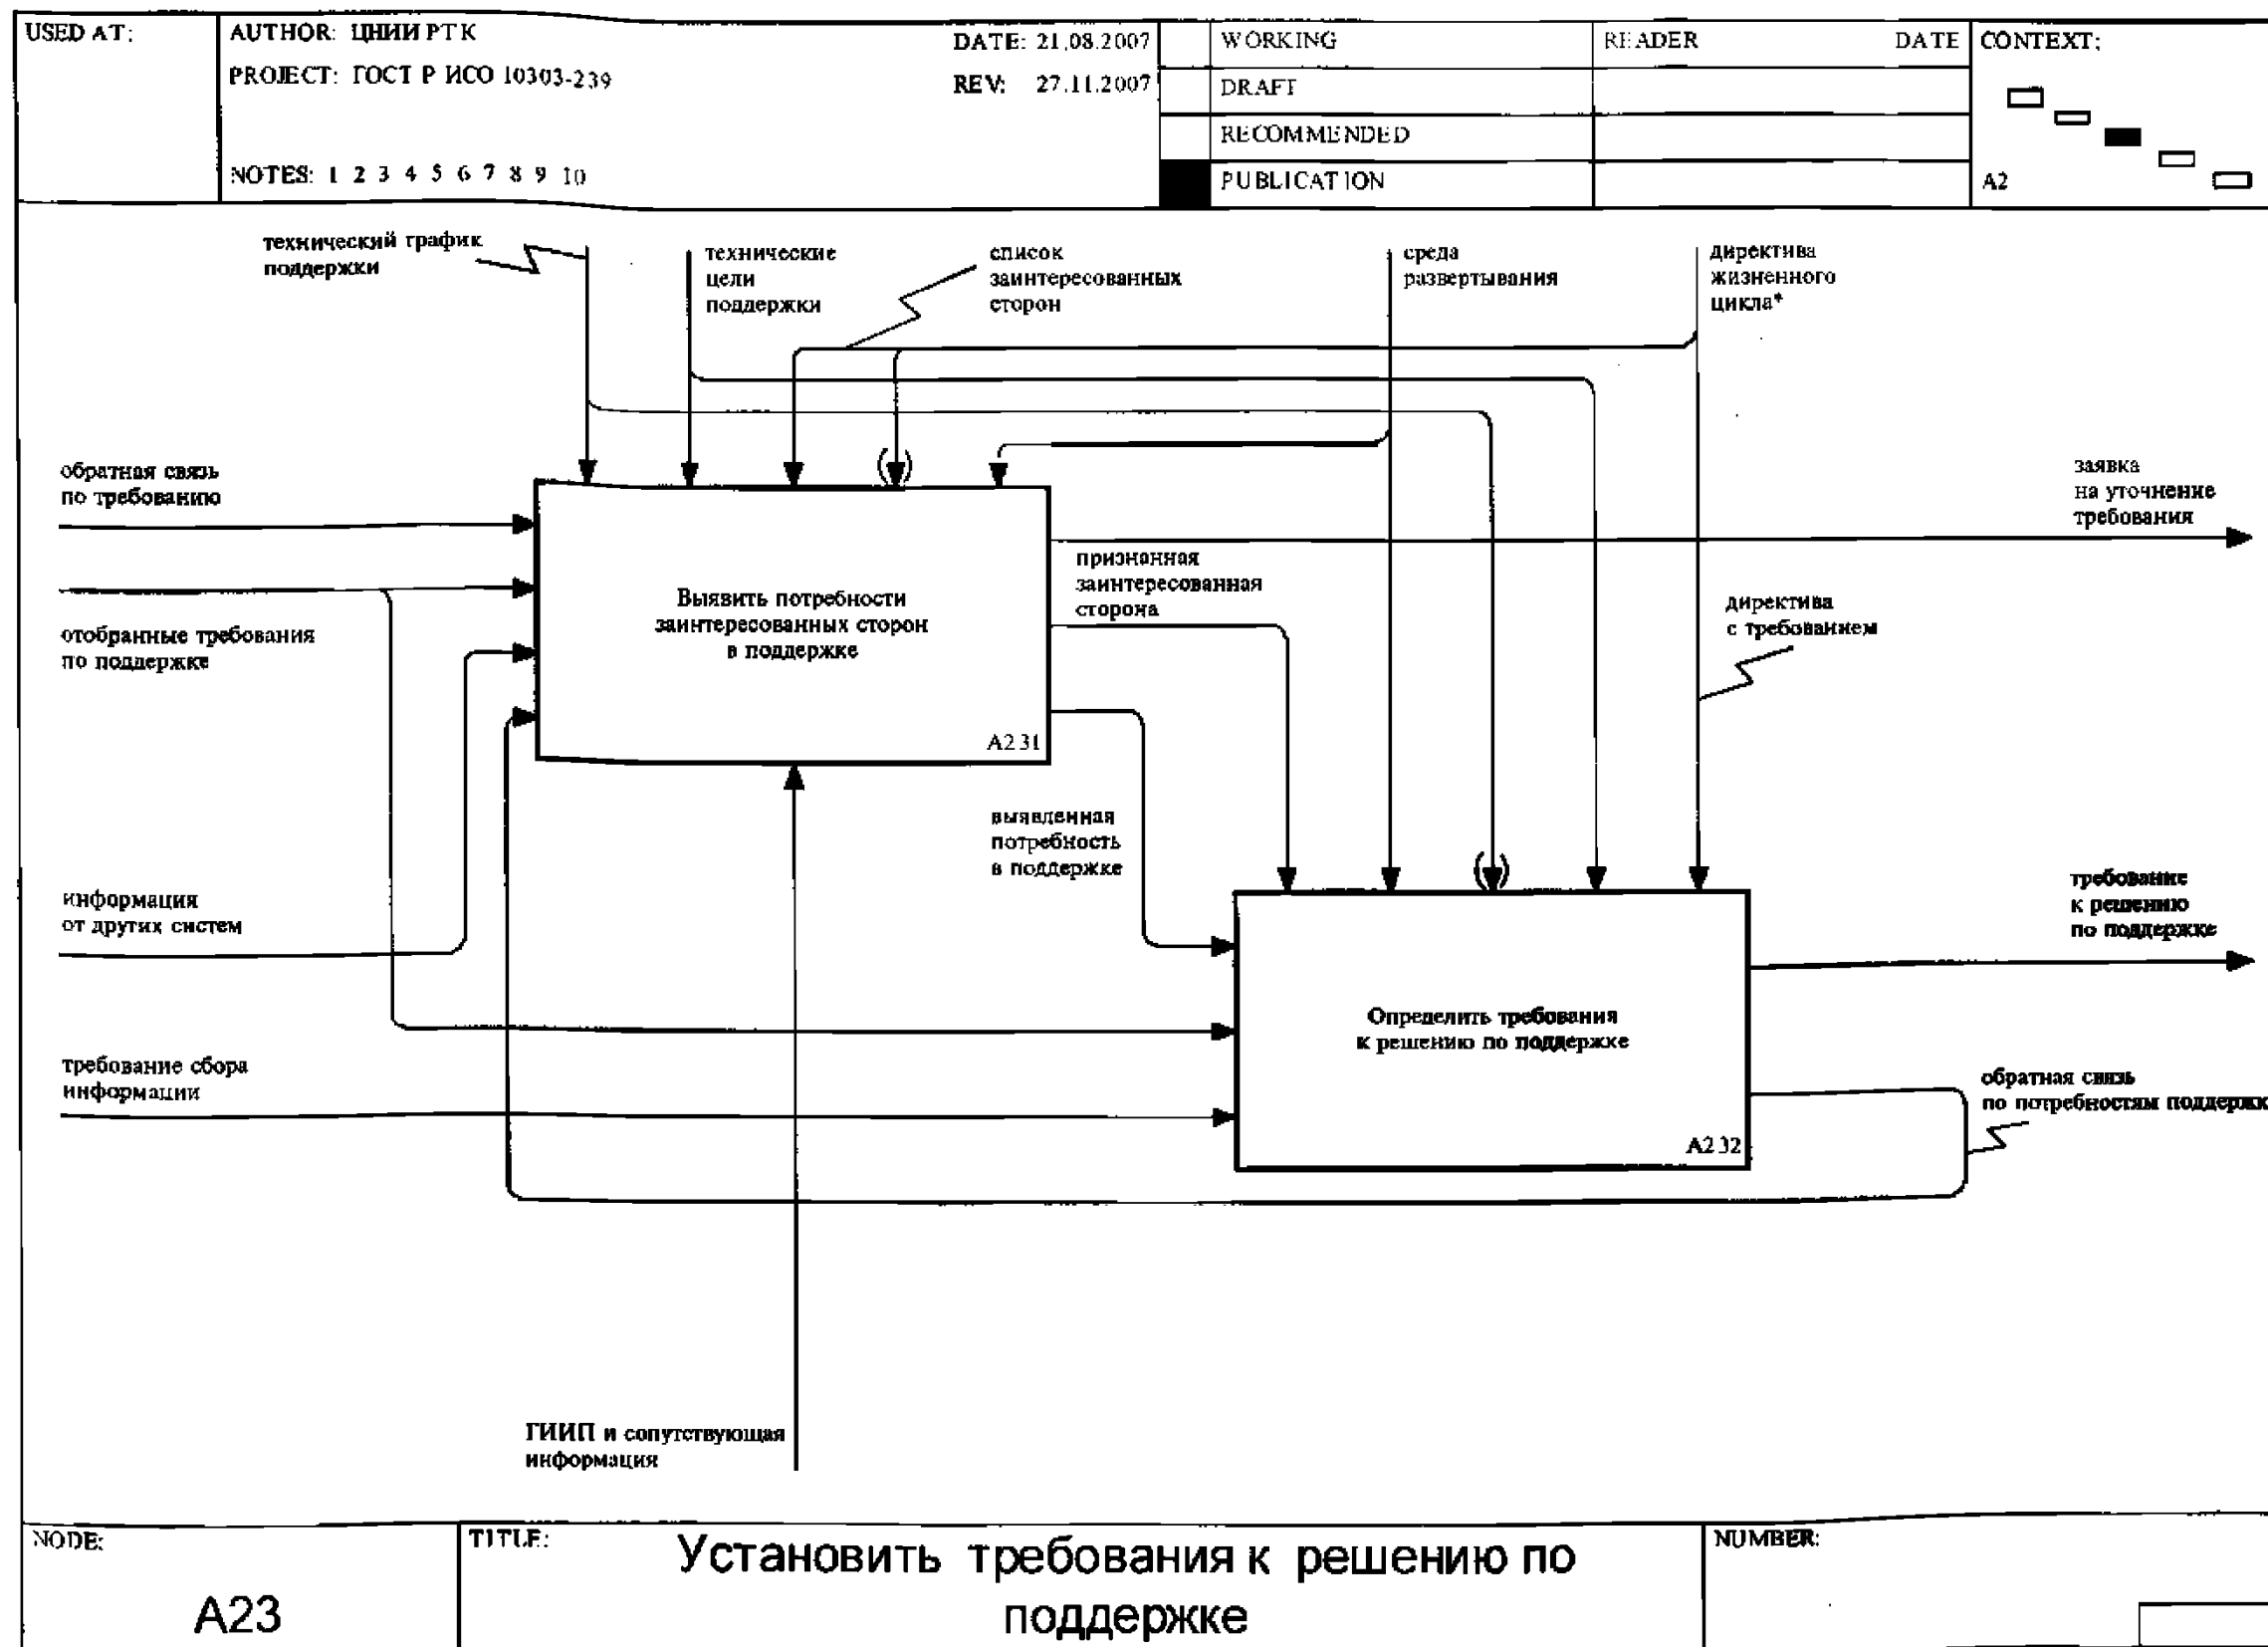 USED AT:
AUTHOR: ЦНИИ РТК
DATE: 21.08.2007
PROJECT: ГОСТ Р ИСО 10303-239
REV: 27.11.2007
NOTES: 1 2 3 4 5 6 7 8 9 10
WORKING
READER DATE
DRAFT
RECOMMENDED
PUBLICATION
CONTEXT:
A2
технический график
поддержки
технические
цели
поддержки
список
заинтересованных
сторон
среда
развертывания
директива
жизненного
цикла*
обратная связь
по требованию
заявка
на уточнение
требования
Выявить потребности
заинтересованных сторон
в поддержке
A231
признанная
заинтересованная
сторона
директива
с требованием
отобранные требования
по поддержке
выявленная
потребность
в поддержке
информация
от других систем
требование
к решению
по поддержке
Определить требования
к решению по поддержке
A232
требование сбора
информации
обратная связь
по потребностям поддержк
ГИИП и сопутствующая
информация
NODE:
A23
TITLE:
Установить требования к решению по
поддержке
NUMBER: